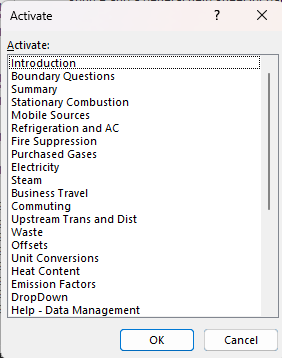 Activate
Activate:
Introduction
Boundary Questions
Summary
Stationary Combustion
Mobile Sources
Refrigeration and AC
Fire Suppression
Purchased Gases
Electricity
Steam
Business Travel
Commuting
Upstream Trans and Dist
Waste
Offsets
Unit Conversions
Heat Content
Emission Factors
DropDown
Help - Data Management
OK Cancel